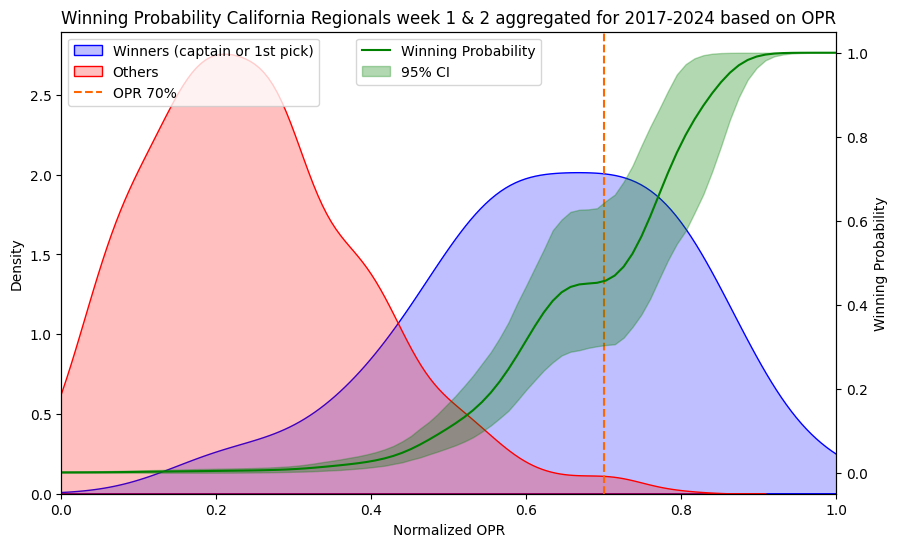 Winning Probability California Regionals week 1 & 2 aggregated for 2017-2024 based on OPR
Winners (captain or 1st pick)
Others
OPR 70%
Winning Probability
95% CI
Density
0.0
0.5
1.0
1.5
2.0
2.5
Winning Probability
0.0
0.2
0.4
0.6
0.8
1.0
0.0
0.2
0.4
0.6
0.8
1.0
Normalized OPR